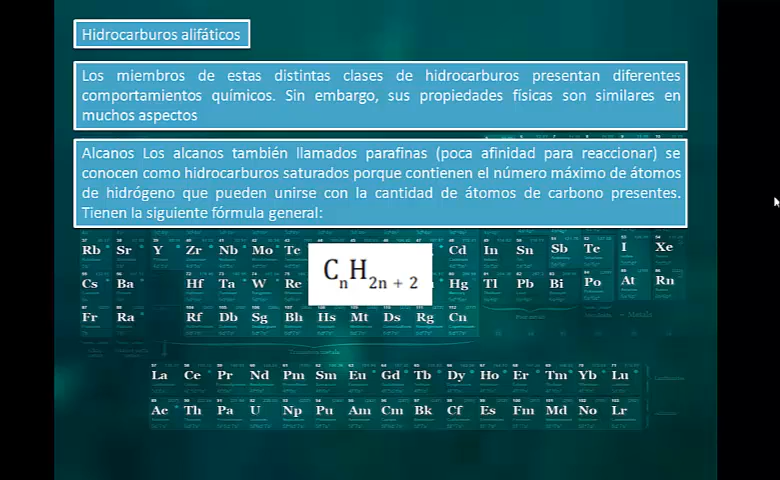 Hidrocarburos alifáticos
Los miembros de estas distintas clases de hidrocarburos presentan diferentes
comportamientos químicos. Sin embargo, sus propiedades físicas son similares en
muchos aspectos
Alcanos Los alcanos también llamados parafinas (poca afinidad para reaccionar) se
conocen como hidrocarburos saturados porque contienen el número máximo de átomos
de hidrógeno que pueden unirse con la cantidad de átomos de carbono presentes.
Tienen la siguiente fórmula general:
Rb Sr Y Zr Nb Mo Tc Cd In Sn Sb Te I Xe
CnH2n + 2
Cs Ba Hf Ta W Re Hg Tl Pb Bi Po At Rn
Fr Ra Rf Db Sg Bh Hs Mt Ds Rg Cn
La Ce Pr Nd Pm Sm Eu Gd Tb Dy Ho Er Tm Yb Lu
Ac Th Pa U Np Pu Am Cm Bk Cf Es Fm Md No Lr